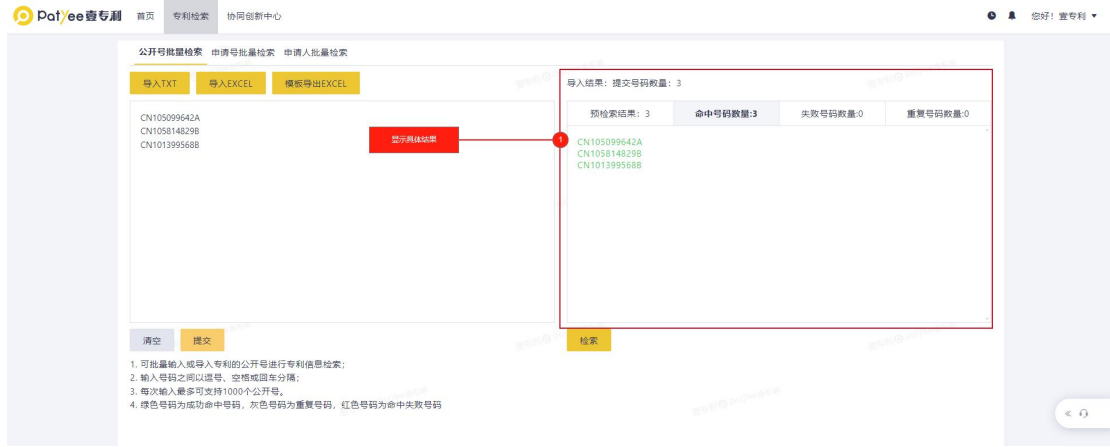 Patyee壹专利 首页 专利检索 协同创新中心 您好！壹专利
公开号批量检索 申请号批量检索 申请人批量检索
导入TXT 导入EXCEL 模板导出EXCEL
导入结果：提交号码数量：3
预检索结果：3 命中号码数量:3 失败号码数量:0 重复号码数量:0
CN105099642A
CN105814829B
CN101399568B
显示具体结果
1
CN105099642A
CN105814829B
CN101399568B
清空 提交 检索
1. 可批量输入或导入专利的公开号进行专利信息检索；
2. 输入号码之间以逗号、空格或回车分隔；
3. 每次输入最多可支持1000个公开号。
4. 绿色号码为成功命中号码，灰色号码为重复号码，红色号码为命中失败号码